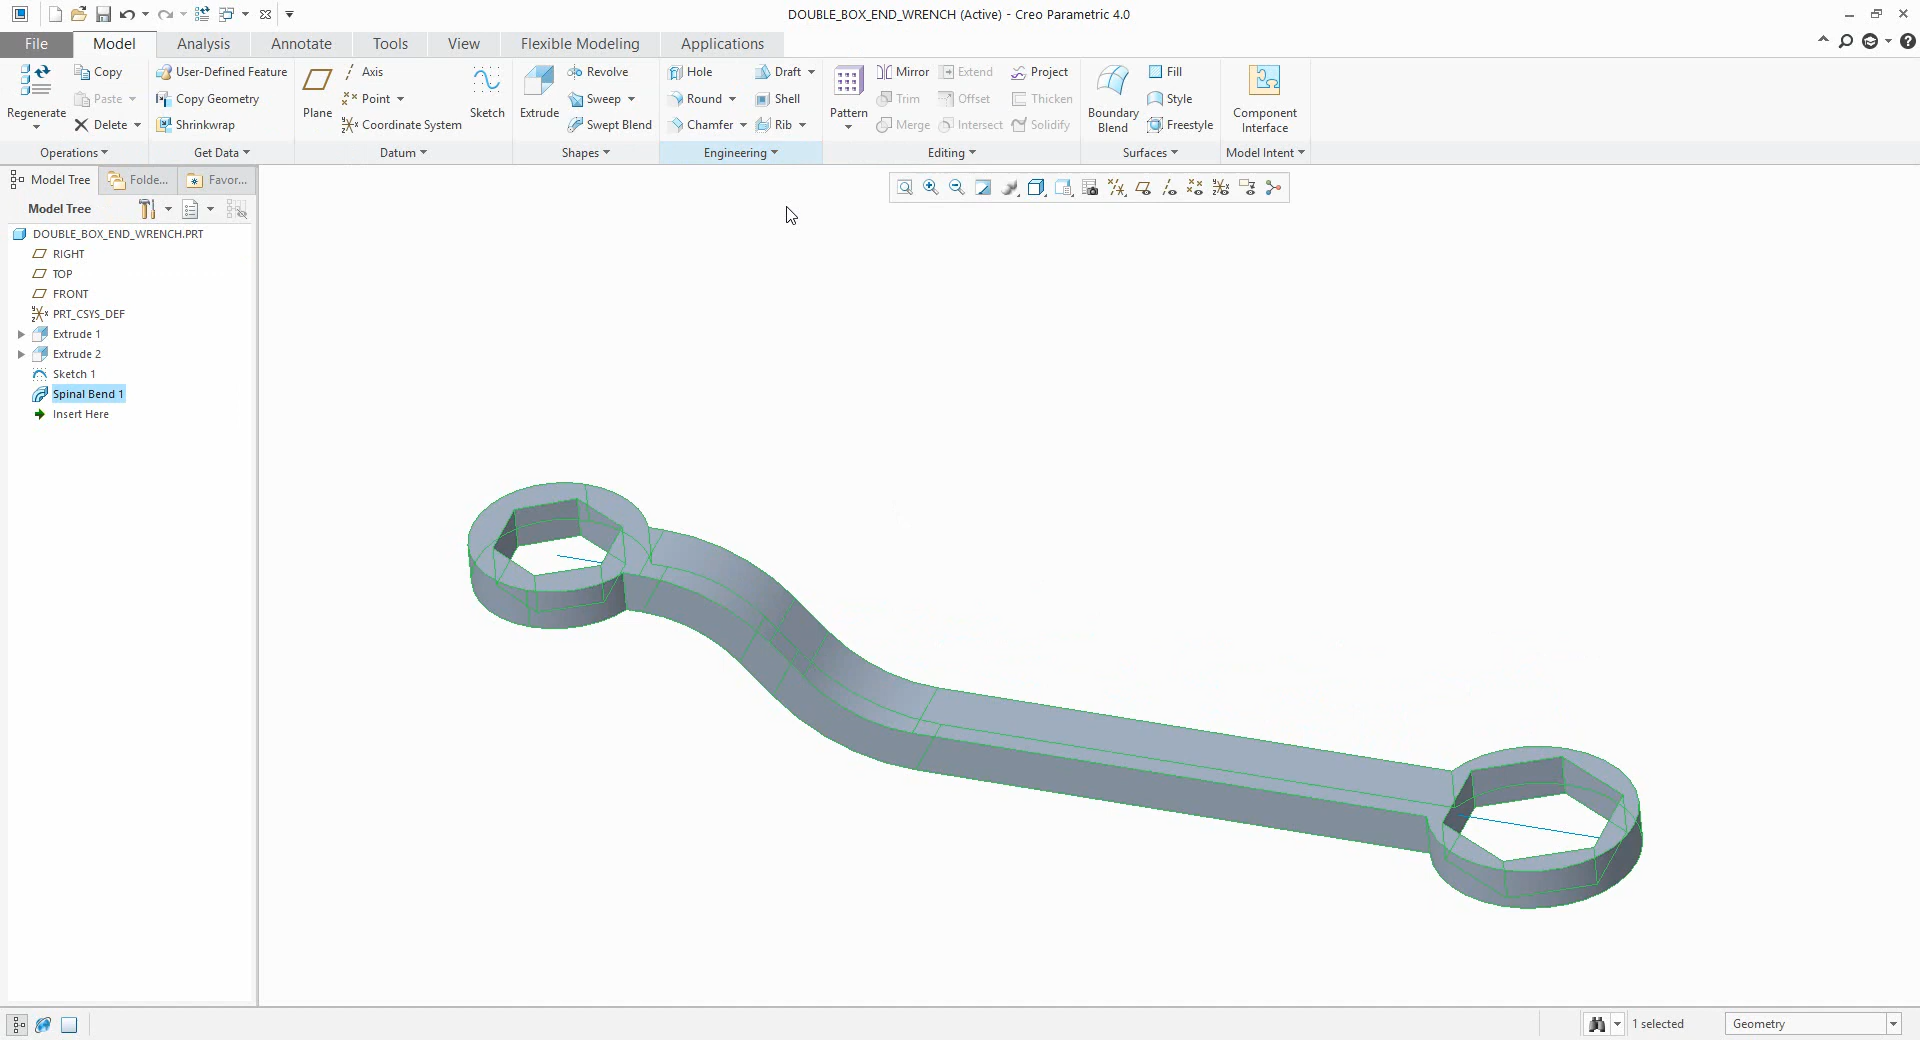 DOUBLE_BOX_END_WRENCH (Active) - Creo Parametric 4.0
File Model Analysis Annotate Tools View Flexible Modeling Applications
Regenerate
Copy
Paste
Delete
Operations
User-Defined Feature
Copy Geometry
Shrinkwrap
Get Data
Plane
Axis
Point
Coordinate System
Sketch
Datum
Extrude
Revolve
Sweep
Swept Blend
Shapes
Hole
Round
Chamfer
Draft
Shell
Rib
Engineering
Pattern
Mirror
Trim
Merge
Extend
Offset
Intersect
Project
Thicken
Solidify
Editing
Boundary
Blend
Fill
Style
Freestyle
Surfaces
Component
Interface
Model Intent
Model Tree Folde... Favor...
Model Tree
DOUBLE_BOX_END_WRENCH.PRT
RIGHT
TOP
FRONT
PRT_CSYS_DEF
Extrude 1
Extrude 2
Sketch 1
Spinal Bend 1
Insert Here
1 selected
Geometry